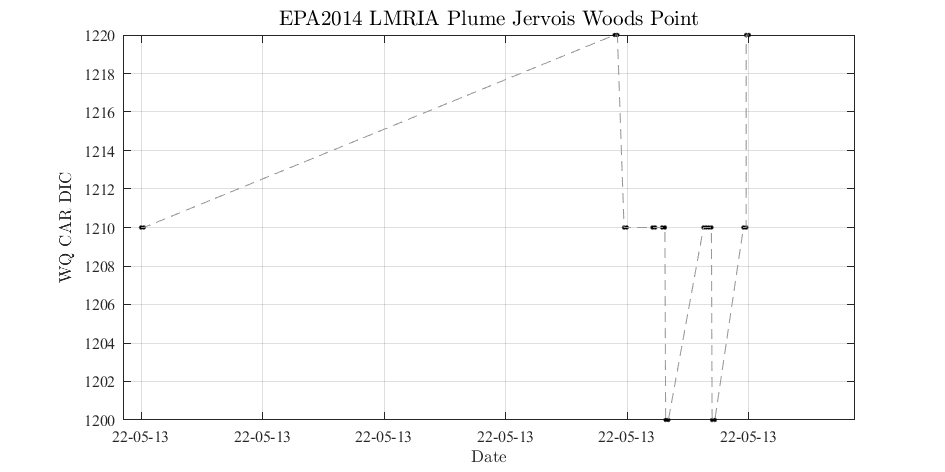 EPA2014 LMRIA Plume Jervois Woods Point
1220
1218
1216
1214
1212
1210
1208
1206
1204
1202
1200
WQ CAR DIC
22-05-13 22-05-13 22-05-13 22-05-13 22-05-13 22-05-13
Date